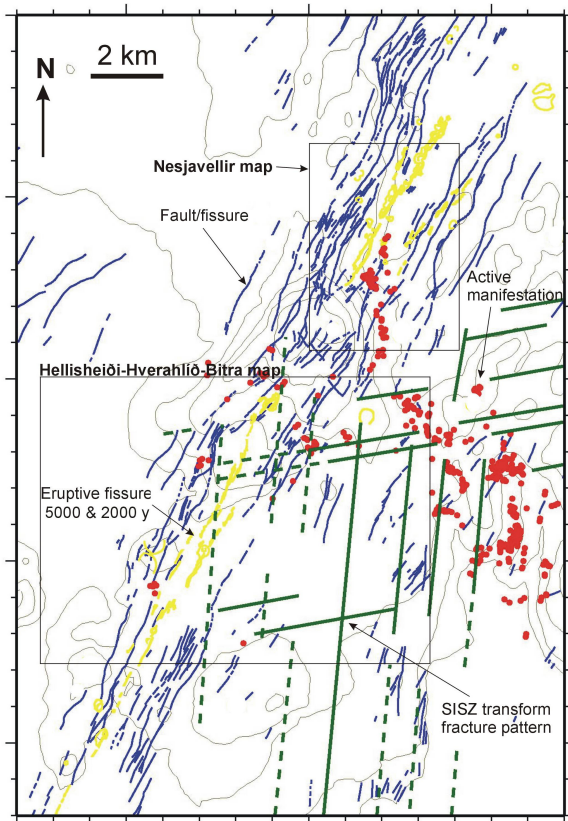 2 km
N
Nesjavellir map
Fault/fissure
Active
manifestation
Hellisheiði-Hverahlíð-Bitra map
Eruptive fissure
5000 & 2000 y
SISZ transform
fracture pattern